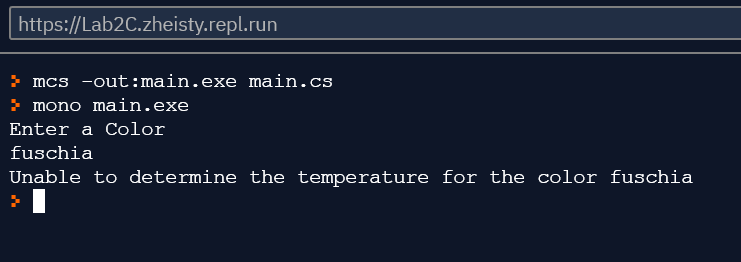 https://Lab2C.zheisty.repl.run
mcs -out:main.exe main.cs
mono main.exe
Enter a Color
fuschia
Unable to determine the temperature for the color fuschia